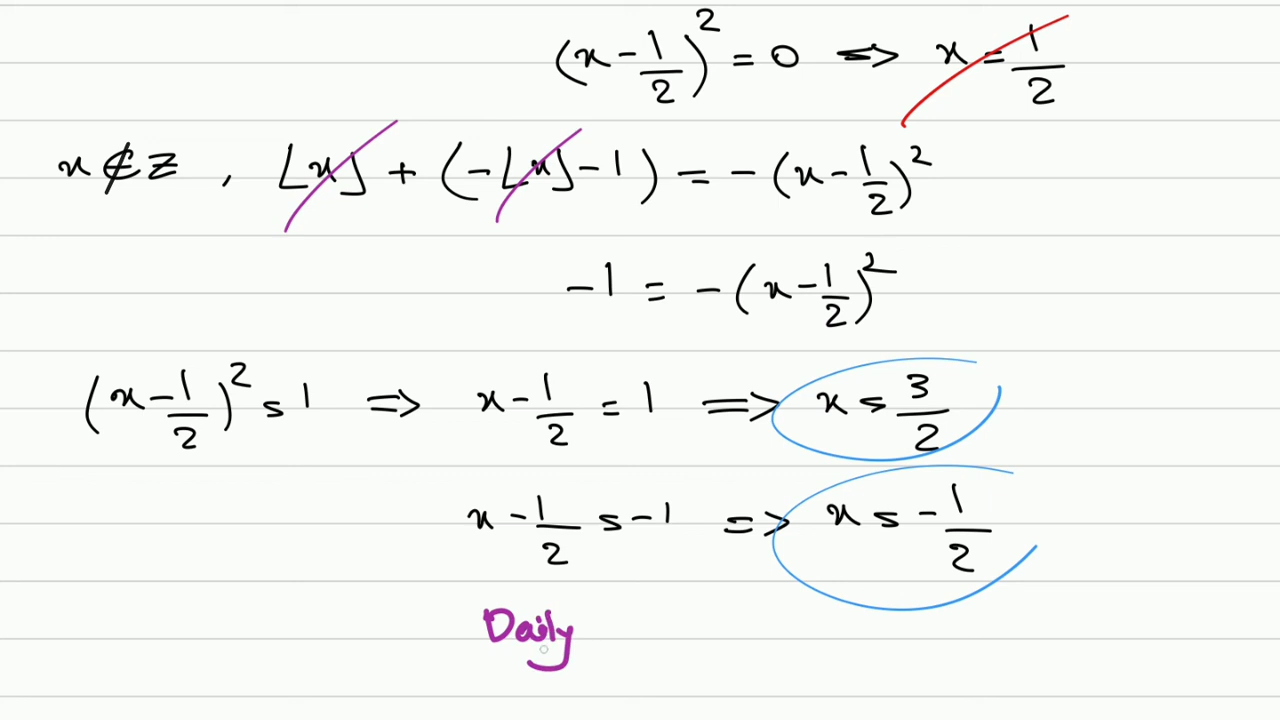 (x - 1/2)² = 0 <=> x = 1/2
x ∉ Z , ⌊x⌋ + (-⌊x⌋ - 1) = -(x - 1/2)²
-1 = -(x - 1/2)²
(x - 1/2)² = 1 => x - 1/2 = 1 => x = 3/2
x - 1/2 = -1 => x = -1/2
Daily